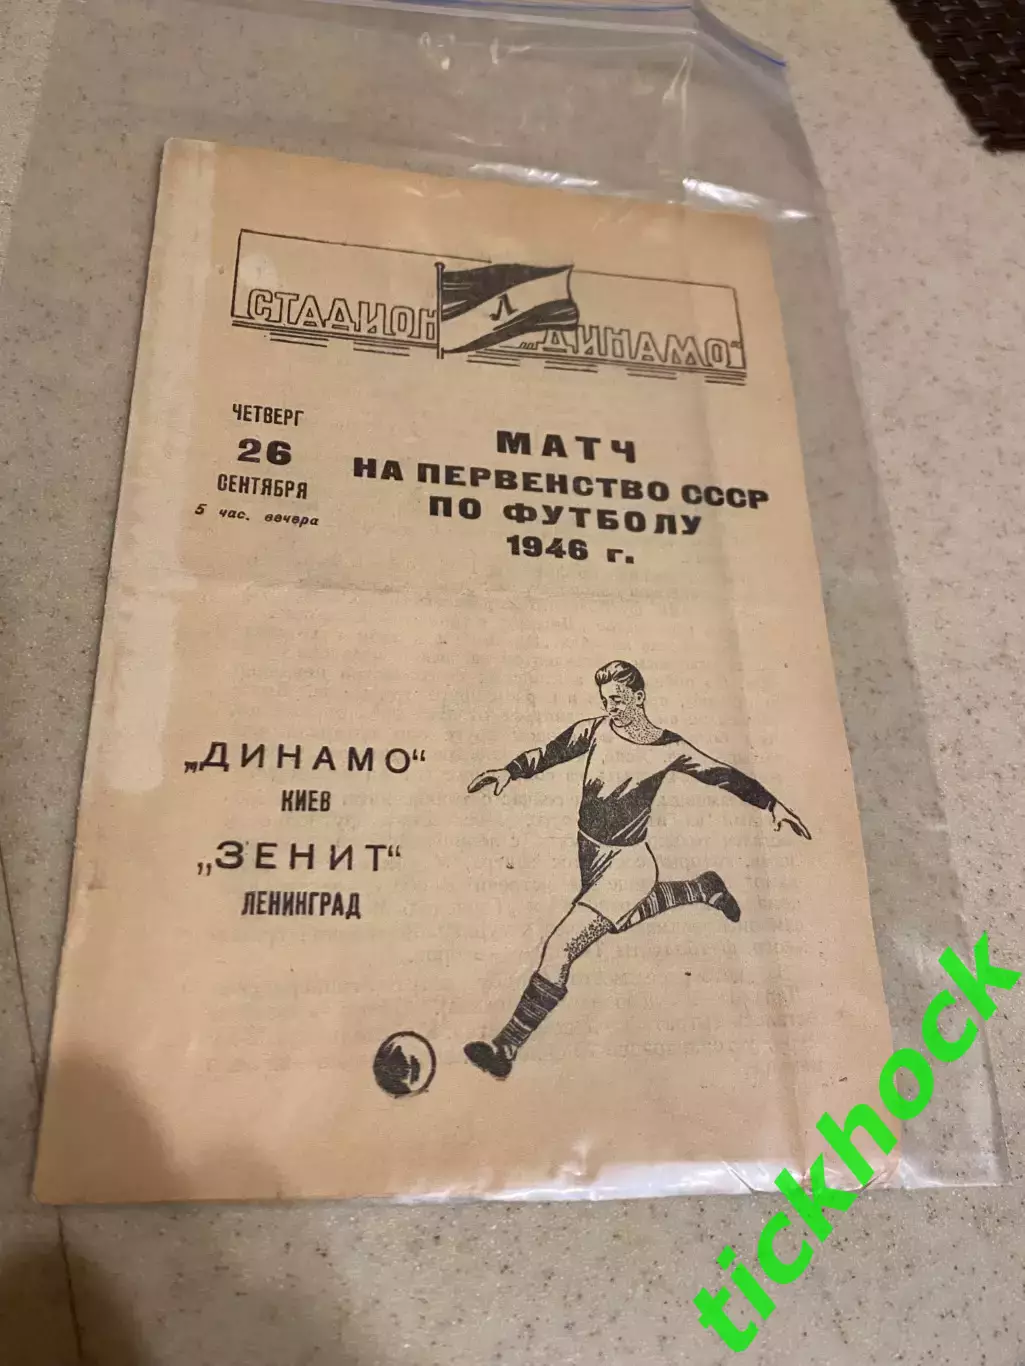 СТАДИОН „ДИНАМО“
Д
ЧЕТВЕРГ
26
СЕНТЯБРЯ
5 час. вечера
МАТЧ
НА ПЕРВЕНСТВО СССР
ПО ФУТБОЛУ
1946 г.
„ДИНАМО“
КИЕВ
„ЗЕНИТ“
ЛЕНИНГРАД
tickhock